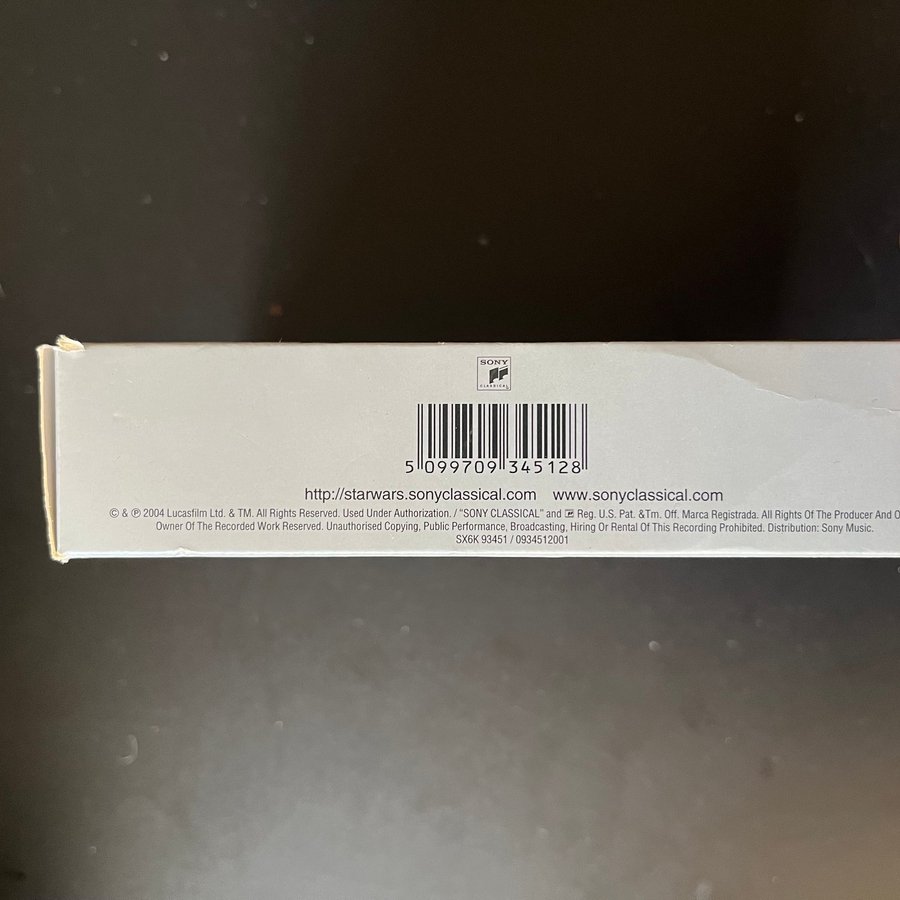 SONY
CLASSICAL
5 099709 345128
http://starwars.sonyclassical.com www.sonyclassical.com
© & ℗ 2004 Lucasfilm Ltd. & TM. All Rights Reserved. Used Under Authorization. / "SONY CLASSICAL" and Reg. U.S. Pat. &Tm. Off. Marca Registrada. All Rights Of The Producer And O
Owner Of The Recorded Work Reserved. Unauthorised Copying, Public Performance, Broadcasting, Hiring Or Rental Of This Recording Prohibited. Distribution: Sony Music.
SX6K 93451 / 0934512001